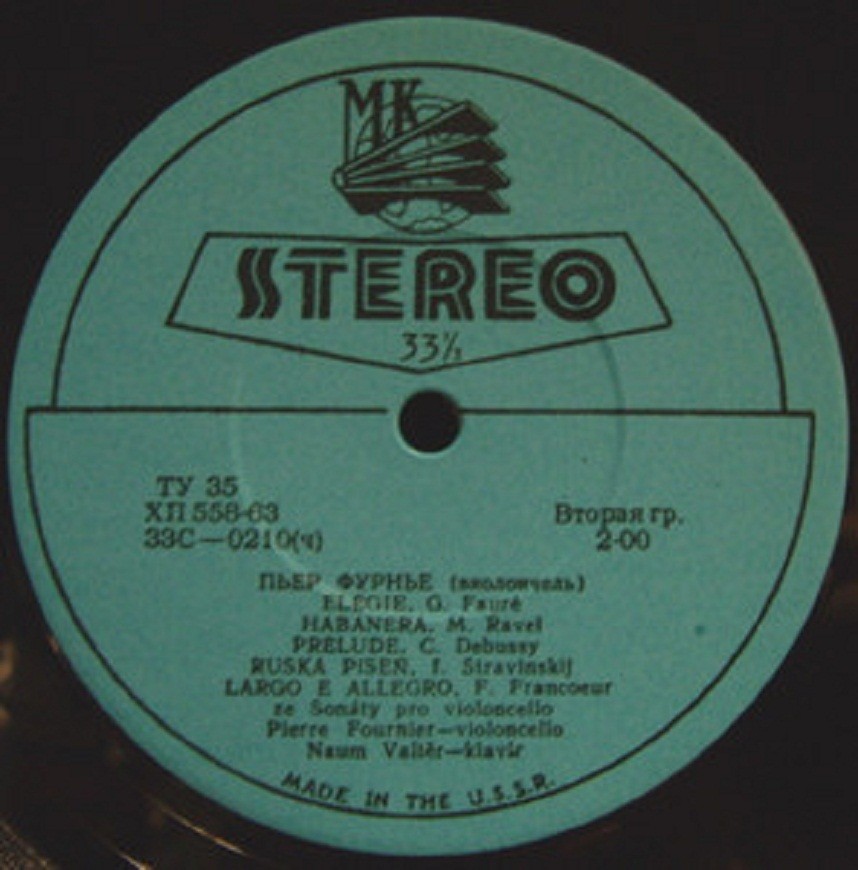 МК
STEREO
33⅓
ТУ 35
ХП 558-63
33С—0210(ч)
Вторая гр.
2-00
ПЬЕР ФУРНЬЕ (виолончель)
ELEGIE, G. Fauré
HABANERA, M. Ravel
PRELUDE, C. Debussy
RUSKA PISEŇ, I. Stravinskij
LARGO E ALLEGRO, F. Francoeur
ze Sonáty pro violoncello
Pierre Fournier—violoncello
Naum Valtěr—klavír
MADE IN THE U.S.S.R.